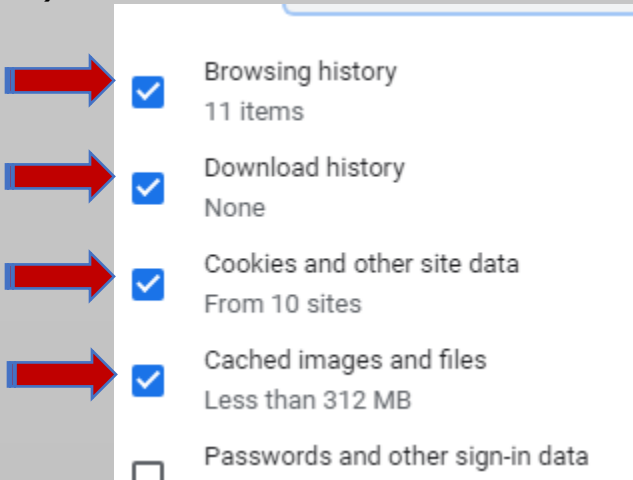 Browsing history
11 items
Download history
None
Cookies and other site data
From 10 sites
Cached images and files
Less than 312 MB
Passwords and other sign-in data